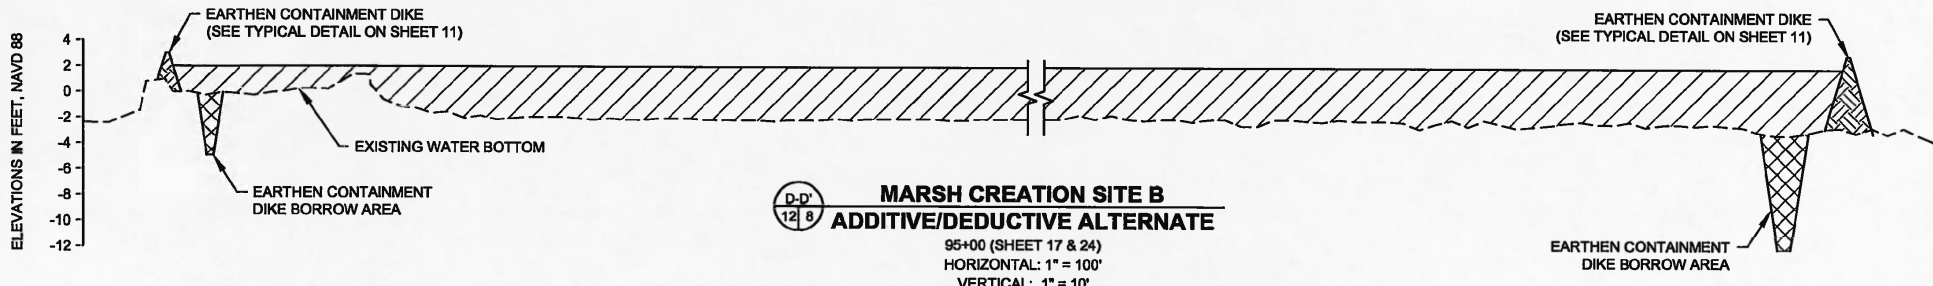 EARTHEN CONTAINMENT DIKE
(SEE TYPICAL DETAIL ON SHEET 11)
EARTHEN CONTAINMENT DIKE
(SEE TYPICAL DETAIL ON SHEET 11)
ELEVATIONS IN FEET, NAVD 88
4
2
0
-2
-4
-6
-8
-10
-12
EXISTING WATER BOTTOM
EARTHEN CONTAINMENT
DIKE BORROW AREA
D-D'
12 8
MARSH CREATION SITE B
ADDITIVE/DEDUCTIVE ALTERNATE
95+00 (SHEET 17 & 24)
HORIZONTAL: 1" = 100'
VERTICAL: 1" = 10'
EARTHEN CONTAINMENT
DIKE BORROW AREA